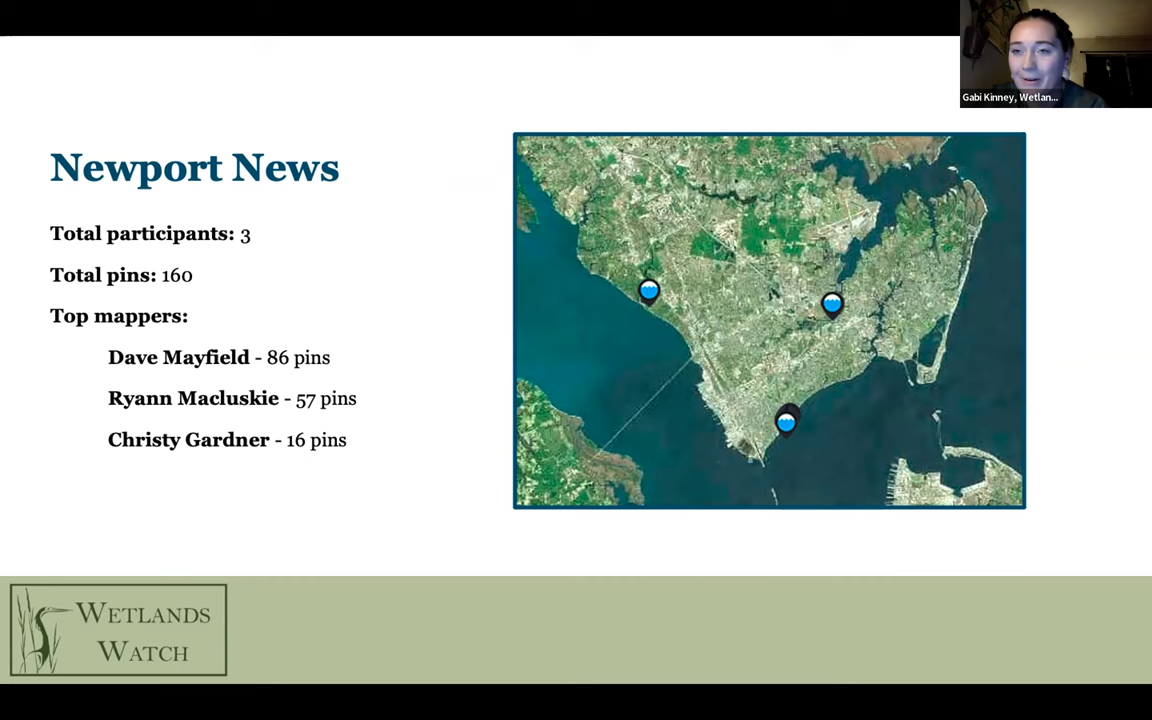 Gabi Kinney, Wetlan...
Newport News
Total participants: 3
Total pins: 160
Top mappers:
Dave Mayfield - 86 pins
Ryann Macluskie - 57 pins
Christy Gardner - 16 pins
WETLANDS
WATCH